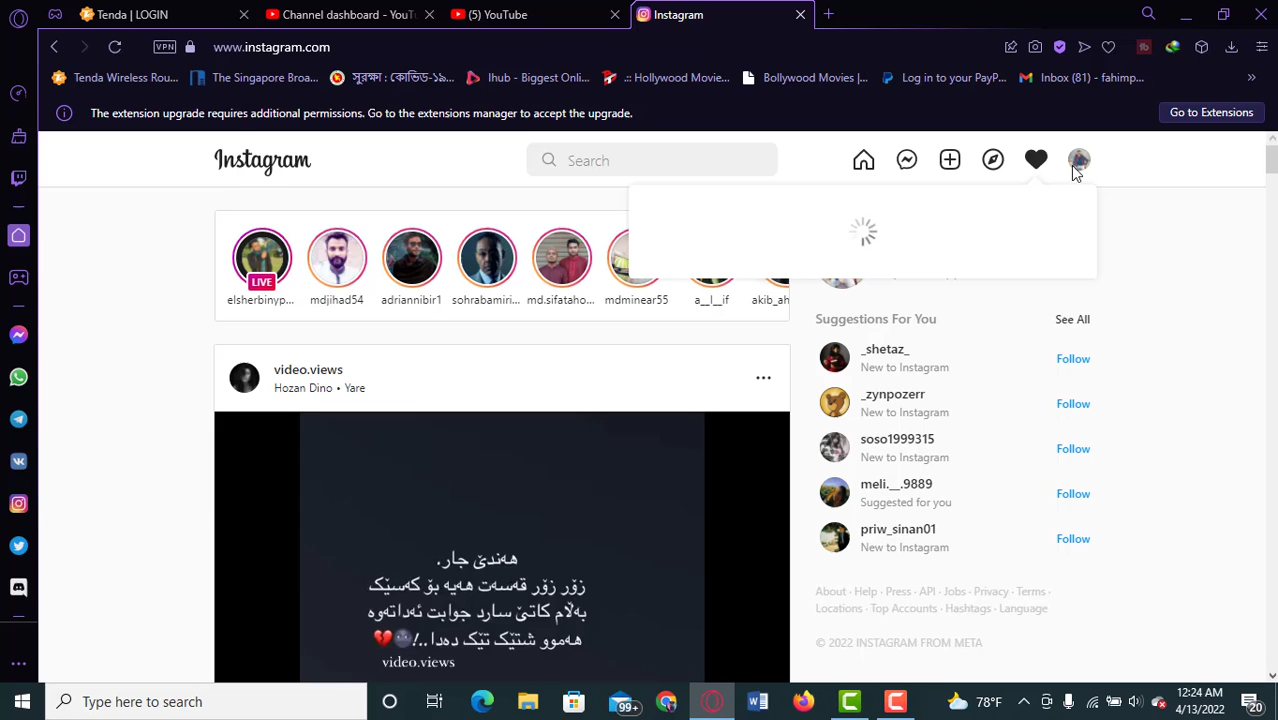 Tenda | LOGIN
Channel dashboard - YouTu
(5) YouTube
Instagram
VPN
www.instagram.com
Tenda Wireless Rou...
The Singapore Broa...
সুরক্ষা : কোভিড-১৯...
Ihub - Biggest Onlin...
.:: Hollywood Movie...
Bollywood Movies |...
Log in to your PayP...
Inbox (81) - fahimp...
The extension upgrade requires additional permissions. Go to the extensions manager to accept the upgrade.
Go to Extensions
Instagram
Search
LIVE
elsherbinyp...
mdjihad54
adriannibir1
sohrabamiri...
md.sifataho...
mdminear55
a__l__if
akib_ah
Suggestions For You
See All
_shetaz_
New to Instagram
Follow
_zynpozerr
New to Instagram
Follow
soso1999315
New to Instagram
Follow
meli.__.9889
Suggested for you
Follow
priw_sinan01
New to Instagram
Follow
About · Help · Press · API · Jobs · Privacy · Terms ·
Locations · Top Accounts · Hashtags · Language
© 2022 INSTAGRAM FROM META
video.views
Hozan Dino • Yare
هەندێ جار.
زۆر زۆر قەسەت هەیە بۆ کەسێک
بەڵام کاتێ سارد جوابت ئەداتەوە
هەموو شتێک تێک دەدا ..!🌚💔
video.views
Type here to search
99+
78°F
12:24 AM
4/13/2022
20